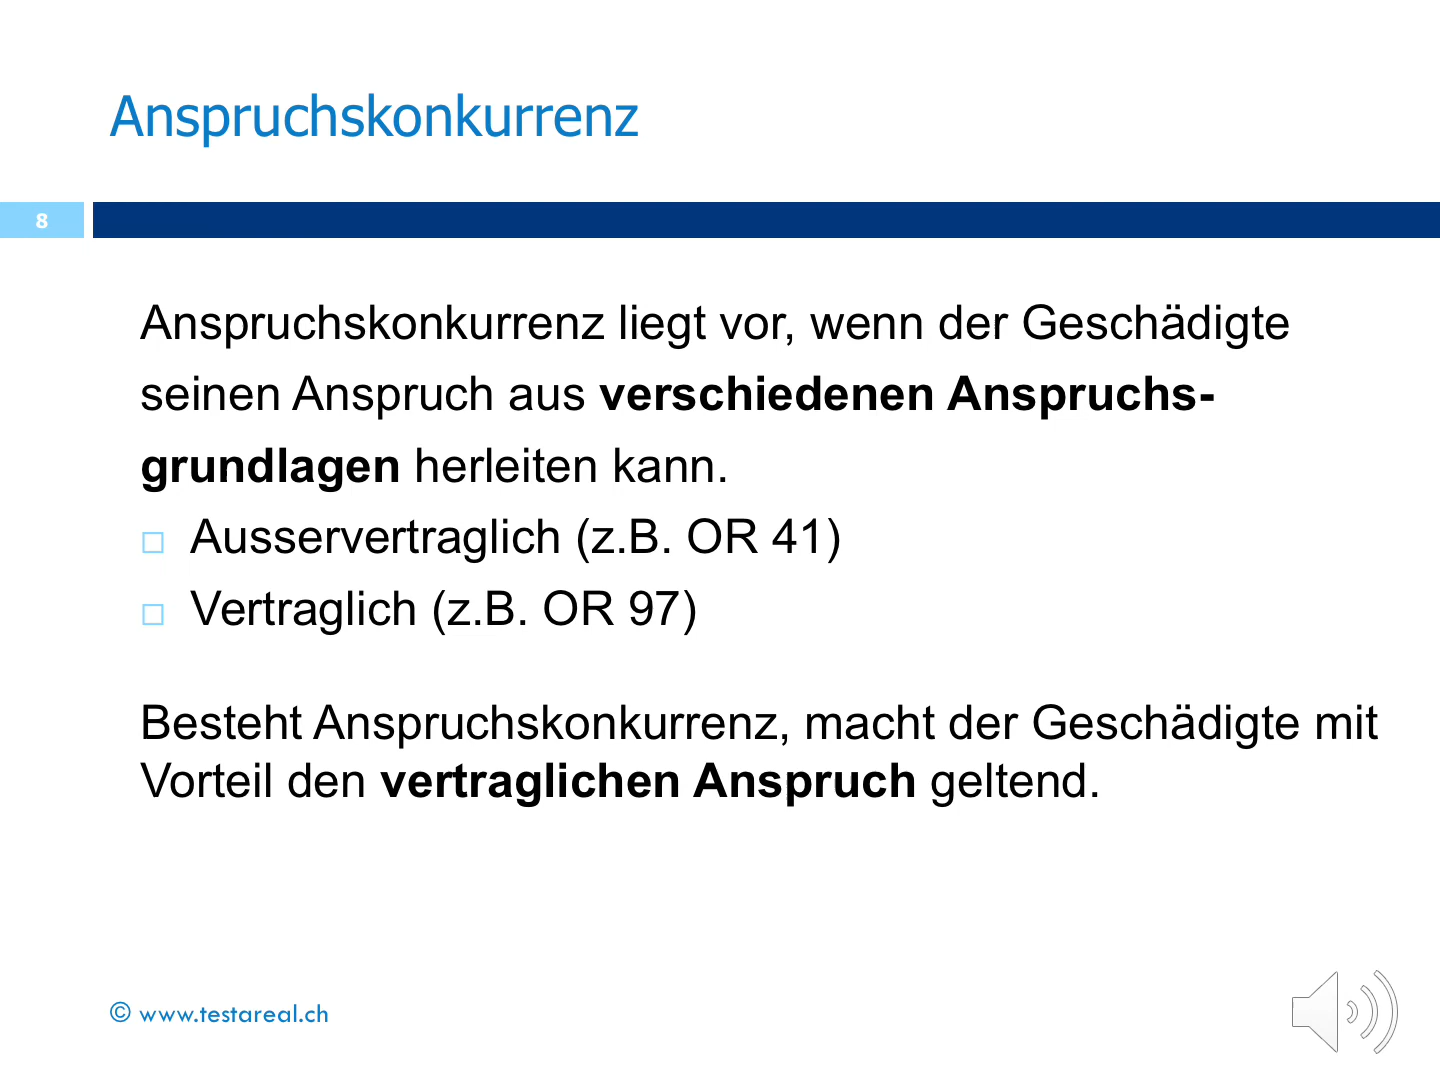 Anspruchskonkurrenz
8
Anspruchskonkurrenz liegt vor, wenn der Geschädigte
seinen Anspruch aus verschiedenen Anspruchs-
grundlagen herleiten kann.
Ausservertraglich (z.B. OR 41)
Vertraglich (z.B. OR 97)
Besteht Anspruchskonkurrenz, macht der Geschädigte mit
Vorteil den vertraglichen Anspruch geltend.
© www.testareal.ch